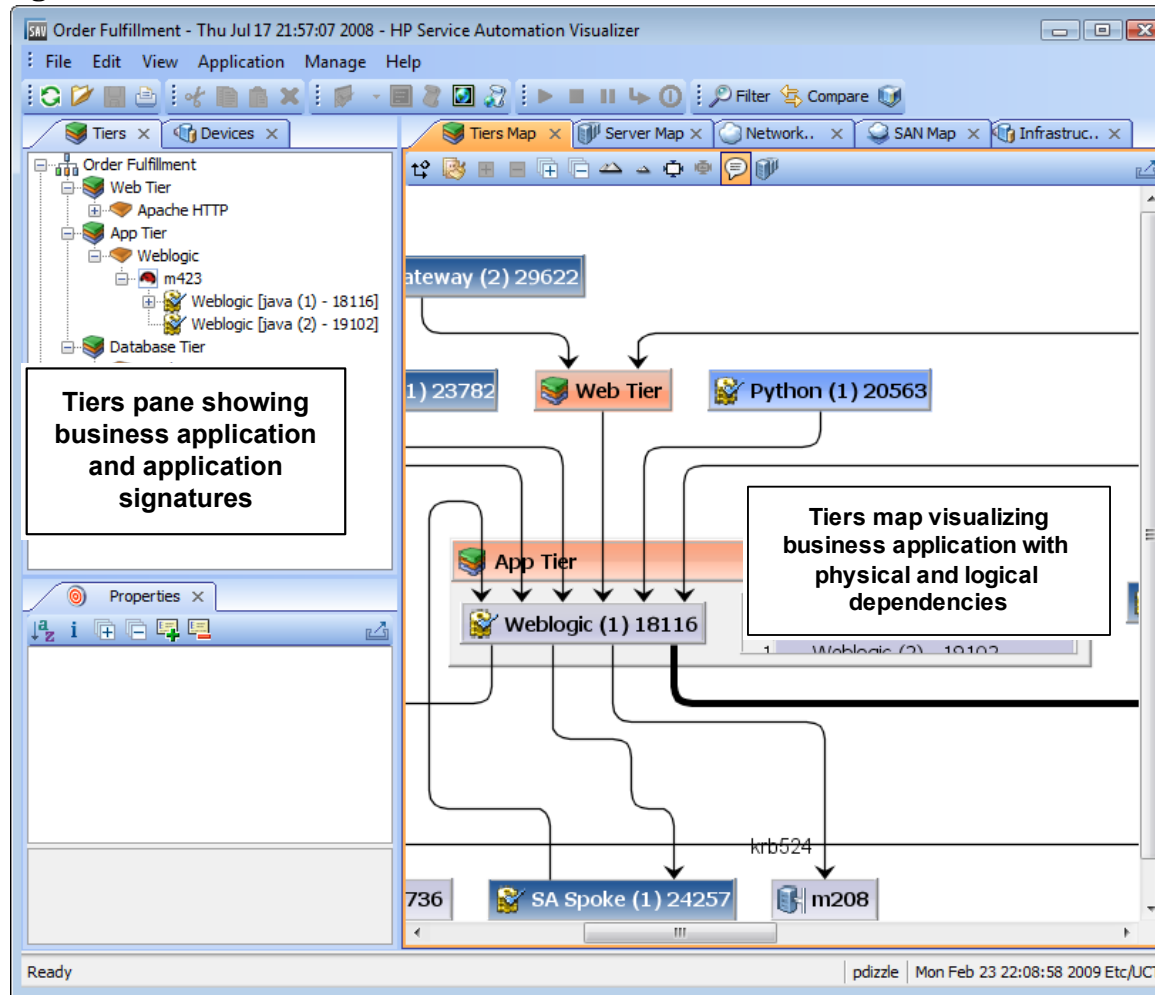 SAV Order Fulfillment - Thu Jul 17 21:57:07 2008 - HP Service Automation Visualizer
File Edit View Application Manage Help
Filter Compare
Tiers Devices
Tiers Map Server Map Network.. SAN Map Infrastruc..
Order Fulfillment
Web Tier
Apache HTTP
App Tier
Weblogic
m423
Weblogic [java (1) - 18116]
Weblogic [java (2) - 19102]
Database Tier
Tiers pane showing
business application
and application
signatures
Properties
ateway (2) 29622
1) 23782
Web Tier
Python (1) 20563
Tiers map visualizing
business application with
physical and logical
dependencies
App Tier
Weblogic (1) 18116
1 Weblogic (2) - 19102
krb524
736
SA Spoke (1) 24257
m208
Ready
pdizzle
Mon Feb 23 22:08:58 2009 Etc/UCT